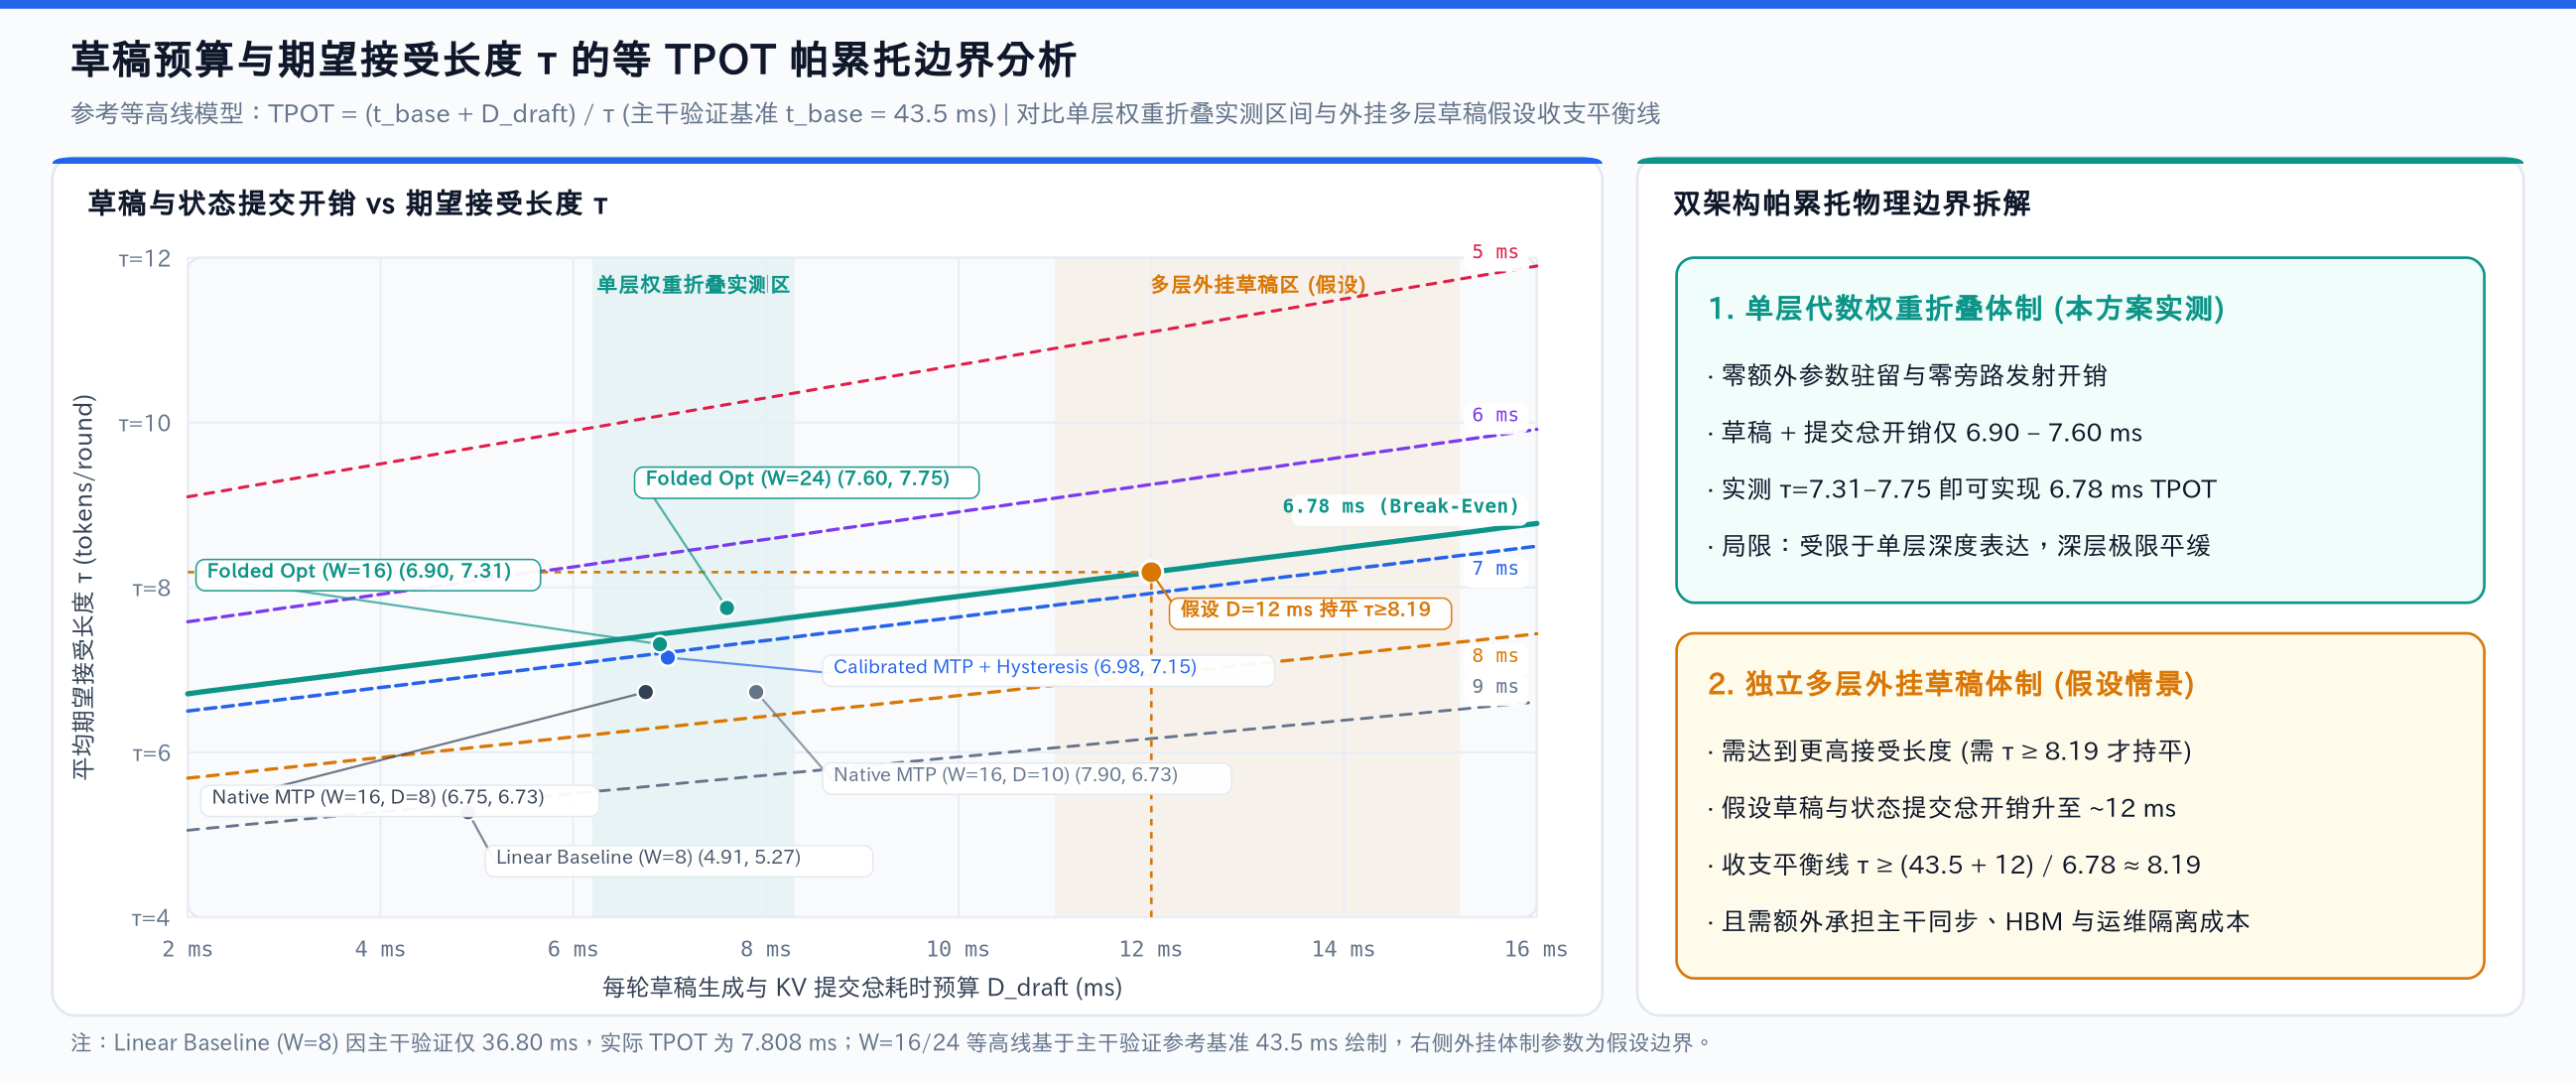 草稿预算与期望接受长度 τ 的等 TPOT 帕累托边界分析
参考等高线模型：TPOT = (t_base + D_draft) / τ (主干验证基准 t_base = 43.5 ms) | 对比单层权重折叠实测区间与外挂多层草稿假设收支平衡线
草稿与状态提交开销 vs 期望接受长度 τ
平均期望接受长度 τ (tokens/round)
τ=12
τ=10
τ=8
τ=6
τ=4
单层权重折叠实测区
多层外挂草稿区 (假设)
5 ms
6 ms
6.78 ms (Break-Even)
7 ms
8 ms
9 ms
Folded Opt (W=24) (7.60, 7.75)
Folded Opt (W=16) (6.90, 7.31)
假设 D=12 ms 持平 τ≥8.19
Calibrated MTP + Hysteresis (6.98, 7.15)
Native MTP (W=16, D=10) (7.90, 6.73)
Native MTP (W=16, D=8) (6.75, 6.73)
Linear Baseline (W=8) (4.91, 5.27)
2 ms
4 ms
6 ms
8 ms
10 ms
12 ms
14 ms
16 ms
每轮草稿生成与 KV 提交总耗时预算 D_draft (ms)
双架构帕累托物理边界拆解
1. 单层代数权重折叠体制 (本方案实测)
· 零额外参数驻留与零旁路发射开销
· 草稿 + 提交总开销仅 6.90 – 7.60 ms
· 实测 τ=7.31–7.75 即可实现 6.78 ms TPOT
· 局限：受限于单层深度表达，深层极限平缓
2. 独立多层外挂草稿体制 (假设情景)
· 需达到更高接受长度 (需 τ ≥ 8.19 才持平)
· 假设草稿与状态提交总开销升至 ~12 ms
· 收支平衡线 τ ≥ (43.5 + 12) / 6.78 ≈ 8.19
· 且需额外承担主干同步、HBM 与运维隔离成本
注：Linear Baseline (W=8) 因主干验证仅 36.80 ms，实际 TPOT 为 7.808 ms；W=16/24 等高线基于主干验证参考基准 43.5 ms 绘制，右侧外挂体制参数为假设边界。